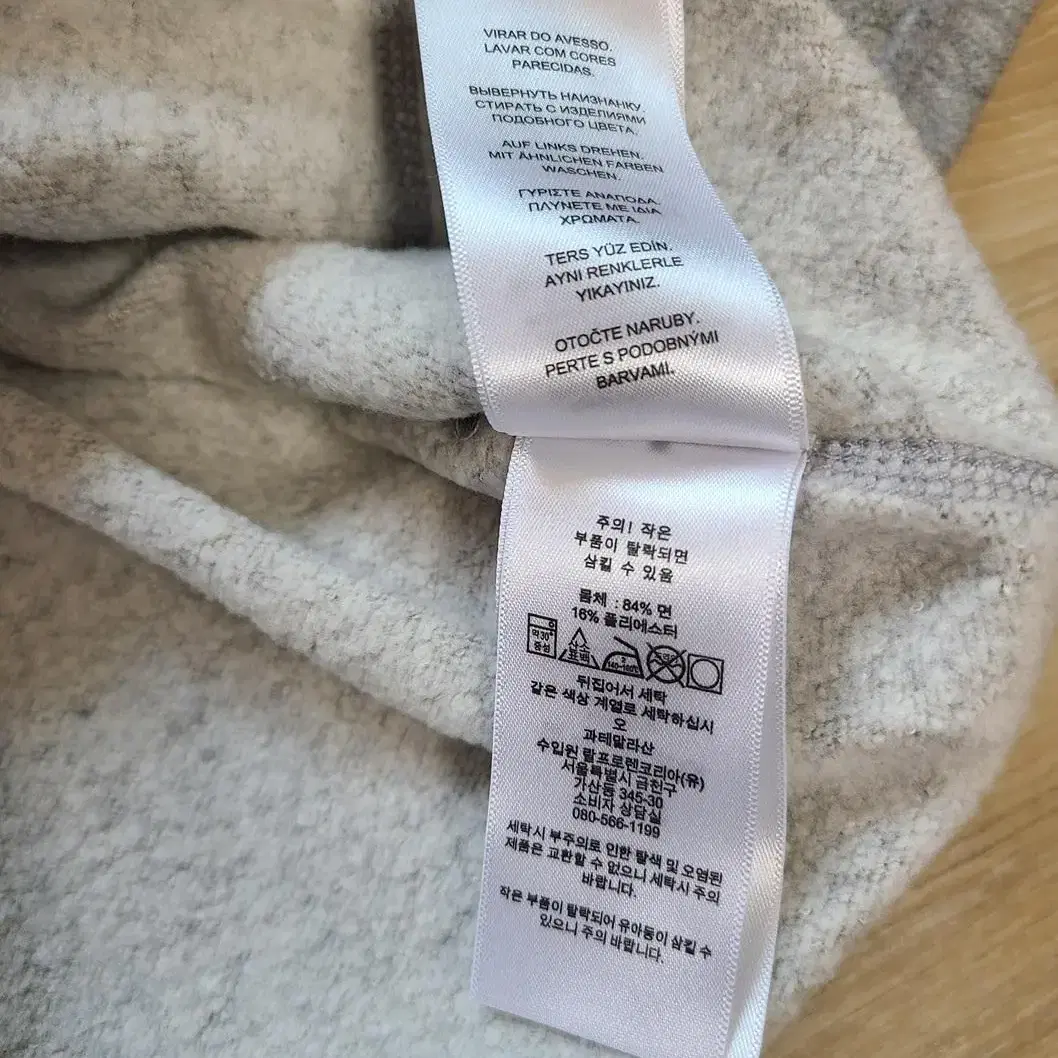 VIRAR DO AVESSO.
LAVAR COM CORES
PARECIDAS.
ВЫВЕРНУТЬ НАИЗНАНКУ
СТИРАТЬ С ИЗДЕЛИЯМИ
ПОДОБНОГО ЦВЕТА.
AUF LINKS DREHEN.
MIT ÄHNLICHEN FARBEN
WASCHEN.
ΓΥΡΙΣΤΕ ΑΝΑΠΟΔΑ.
ΠΛΥΝΕΤΕ ΜΕ ΙΔΙΑ
ΧΡΩΜΑΤΑ.
TERS YÜZ EDİN.
AYNI RENKLERLE
YIKAYINIZ.
OTOČTE NARUBY.
PERTE S PODOBNÝMI
BARVAMI.
주의! 작은
부품이 탈락되면
삼킬 수 있음
몸체 : 84% 면
16% 폴리에스터
약30°
중성
산소
표백
뒤집어서 세탁
같은 색상 계열로 세탁하십시
오
과테말라산
수입원 랄프로렌코리아(유)
서울특별시 금천구
가산동 345-30
소비자 상담실
080-566-1199
세탁시 부주의로 인한 탈색 및 오염된
제품은 교환할 수 없으니 세탁시 주의
바랍니다.
작은 부품이 탈락되어 유아동이 삼킬 수
있으니 주의 바랍니다.